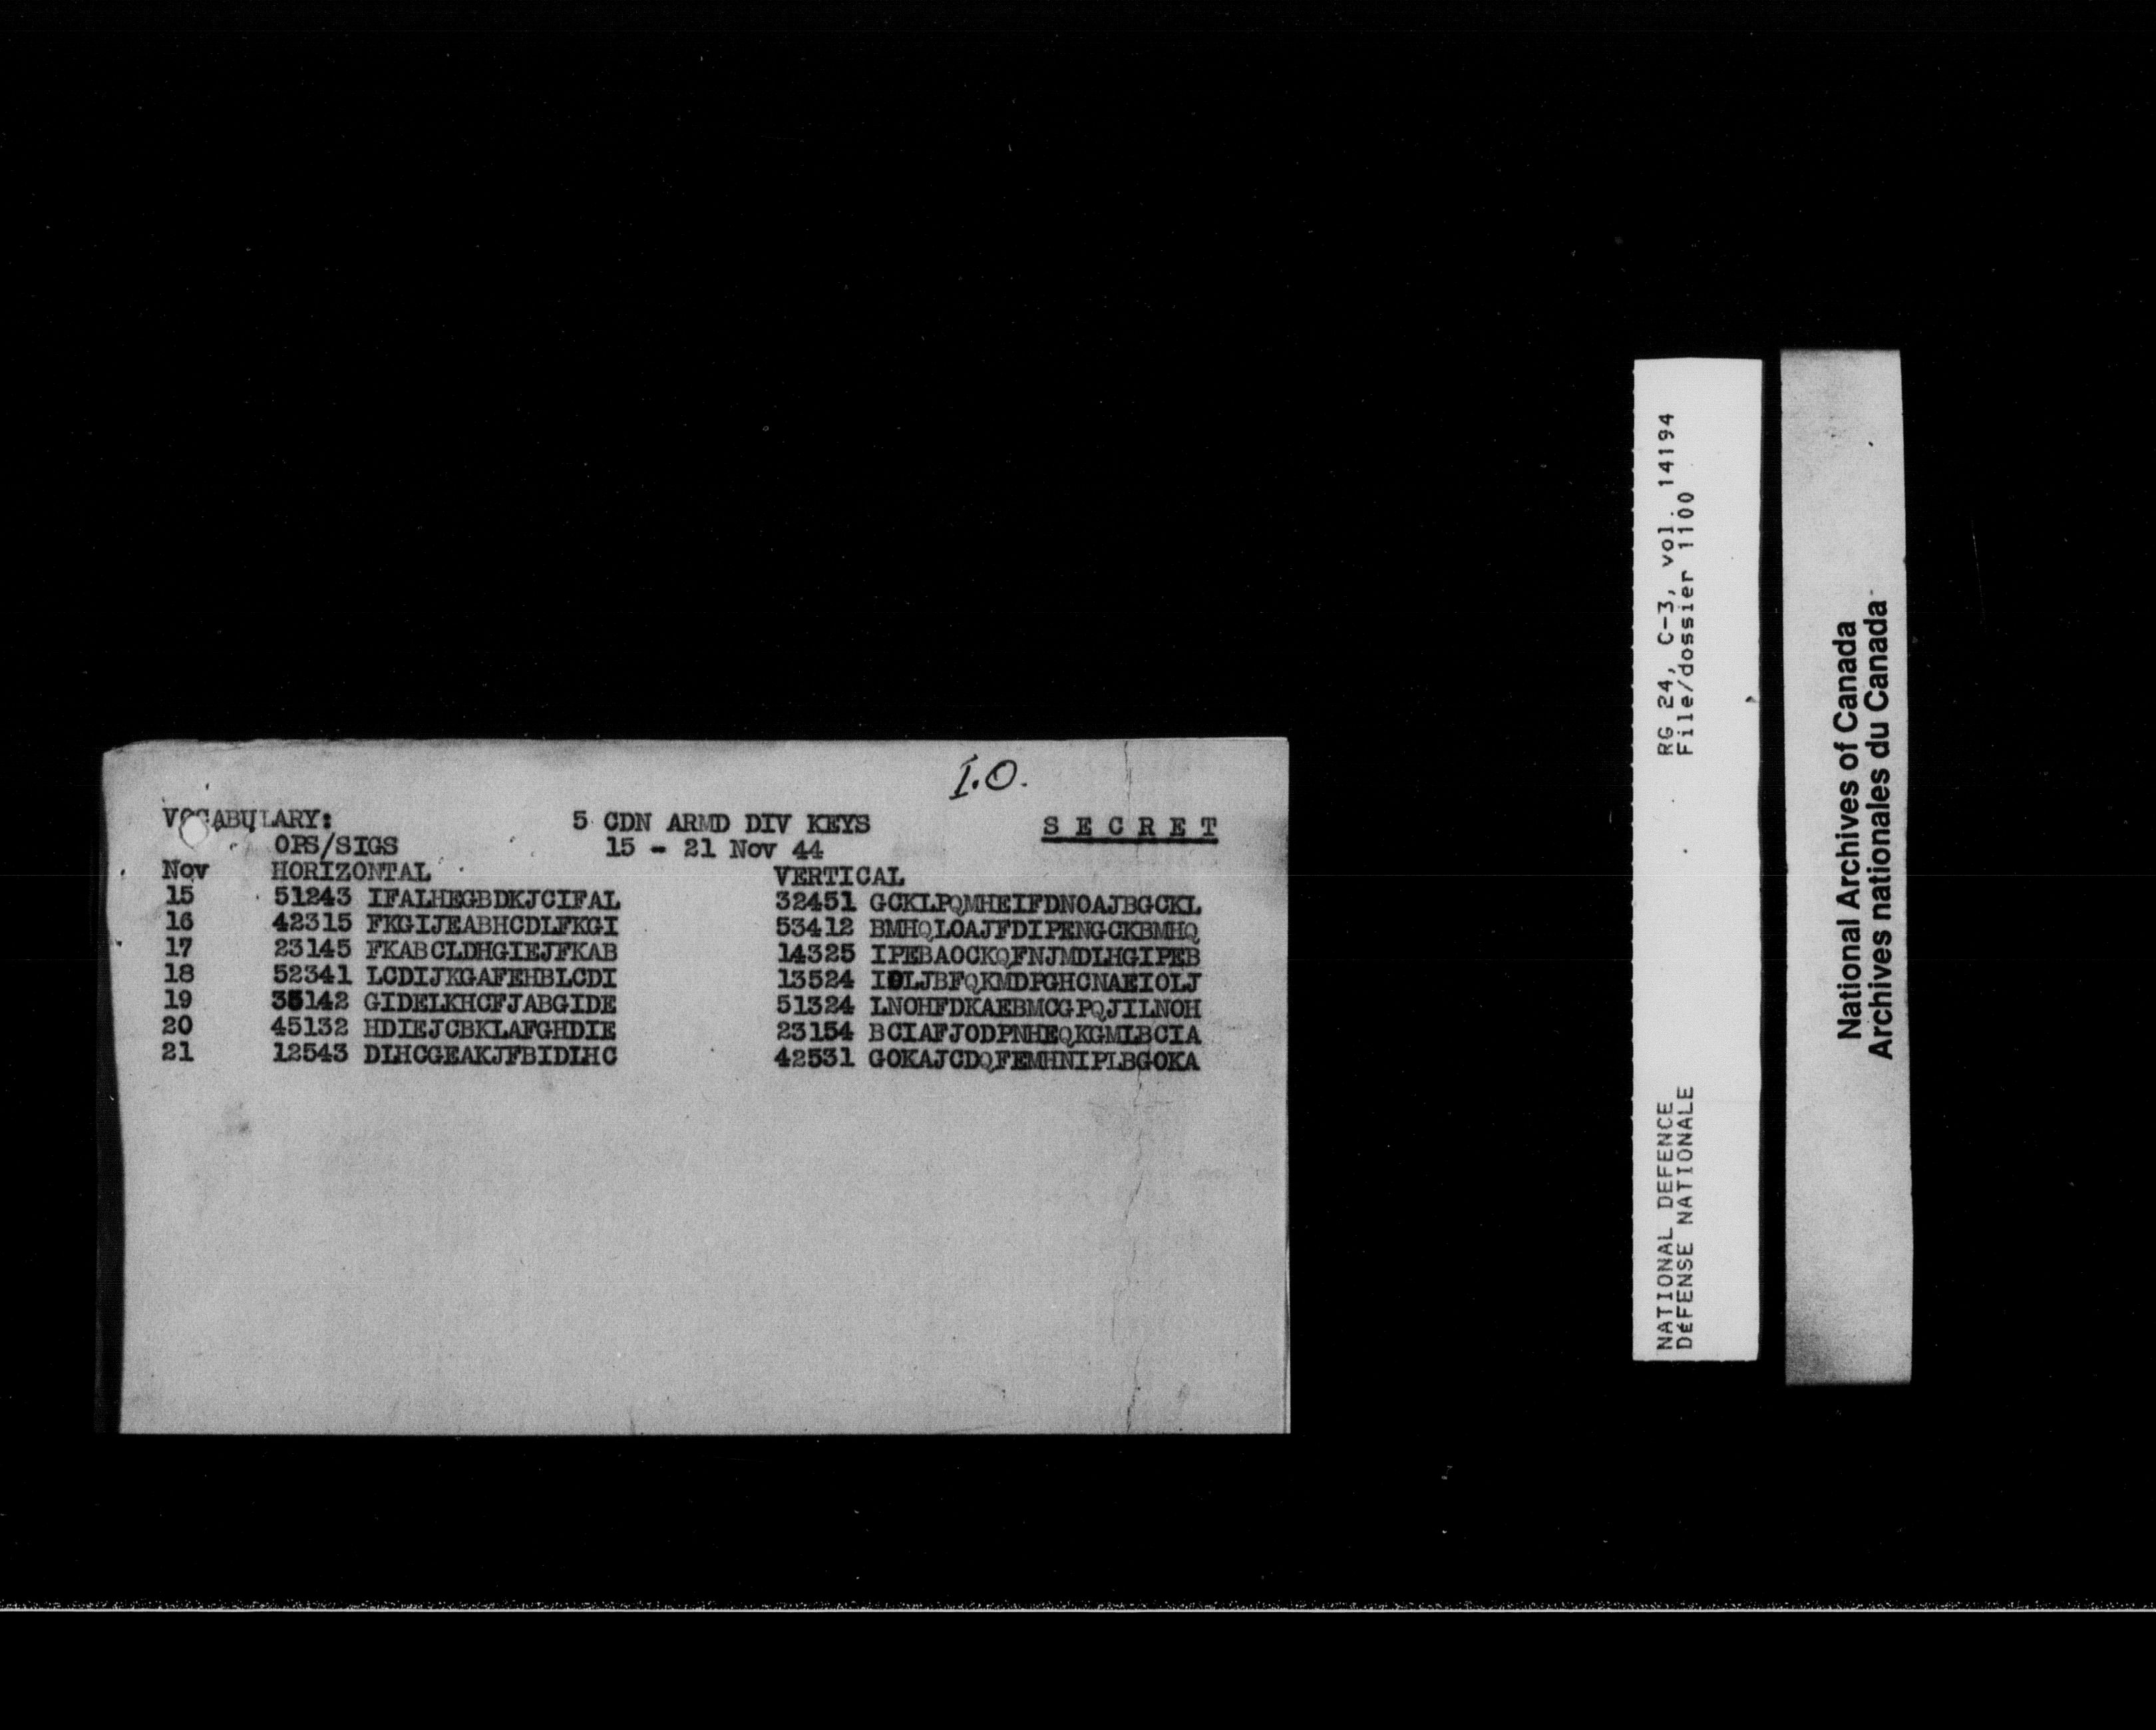 I.O.
VOCABULARY: 5 CDN ARMD DIV KEYS S E C R E T
OPS/SIGS 15 - 21 Nov 44
Nov HORIZONTAL VERTICAL
15 51243 IFALHEGBDKJCIFAL 32451 GCKLPQMHEIFDNOAJBGCKL
16 42315 FKGIJEABHCDLFKGI 53412 BMHQLOAJFDIPENGCKBMHQ
17 23145 FKABCLDHGIEJFKAB 14325 IPEBAOCKQFNJMDLHGIPEB
18 52341 LCDIJKGAFEHBLCDI 13524 IOLJBFQKMDPGHCNAEIOLJ
19 35142 GIDELKHCFJABGIDE 51324 LNOHFDKAEBMCGPQJILNOH
20 45132 HDIEJCBKLAFGHDIE 23154 BCIAFJODPNHEQKGMLBCIA
21 12543 DLHCGEAKJFBIDLHC 42531 GOKAJCDQFEMHNIPLBGOKA
NATIONAL DEFENCE RG 24, C-3, vol. 14194
DéFENSE NATIONALE File/dossier 1100
National Archives of Canada
Archives nationales du Canada